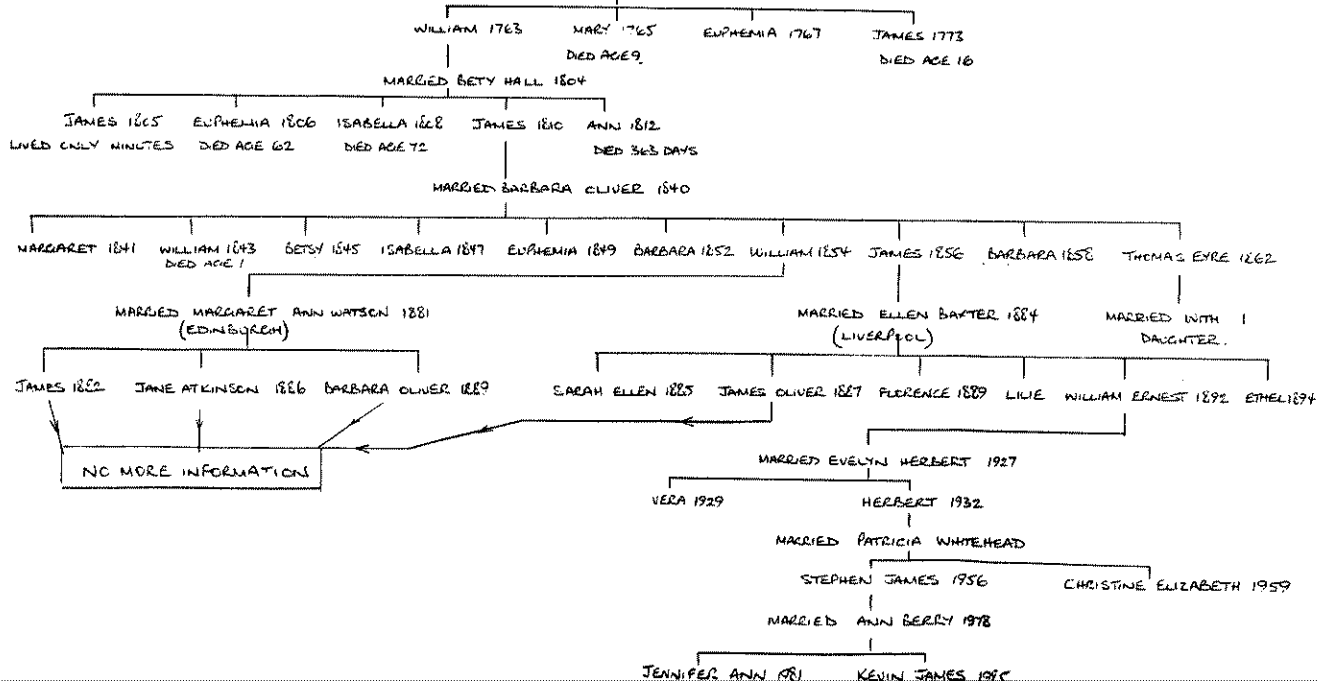 WILLIAM 1763 MARY 1765 EUPHEMIA 1767 JAMES 1773
DIED AGE 9 DIED AGE 16
MARRIED BETY HALL 1804
JAMES 1805 EUPHEMIA 1806 ISABELLA 1808 JAMES 1810 ANN 1812
LIVED ONLY MINUTES DIED AGE 62 DIED AGE 72 DIED 363 DAYS
MARRIED BARBARA OLIVER 1840
MARGARET 1841 WILLIAM 1843 BETSY 1845 ISABELLA 1847 EUPHEMIA 1849 BARBARA 1852 WILLIAM 1854 JAMES 1856 BARBARA 1858 THOMAS EYRE 1862
DIED AGE 1
MARRIED MARGARET ANN WATSON 1881 MARRIED ELLEN BAXTER 1884 MARRIED WITH 1
(EDINBURGH) (LIVERPOOL) DAUGHTER.
JAMES 1882 JANE ATKINSON 1886 BARBARA OLIVER 1889 SARAH ELLEN 1885 JAMES OLIVER 1887 FLORENCE 1889 LILIE WILLIAM ERNEST 1892 ETHEL 1894
NO MORE INFORMATION
MARRIED EVELYN HERBERT 1927
VERA 1929 HERBERT 1932
MARRIED PATRICIA WHITEHEAD
STEPHEN JAMES 1956 CHRISTINE ELIZABETH 1959
MARRIED ANN BERRY 1978
JENNIFER ANN 1981 KEVIN JAMES 1985